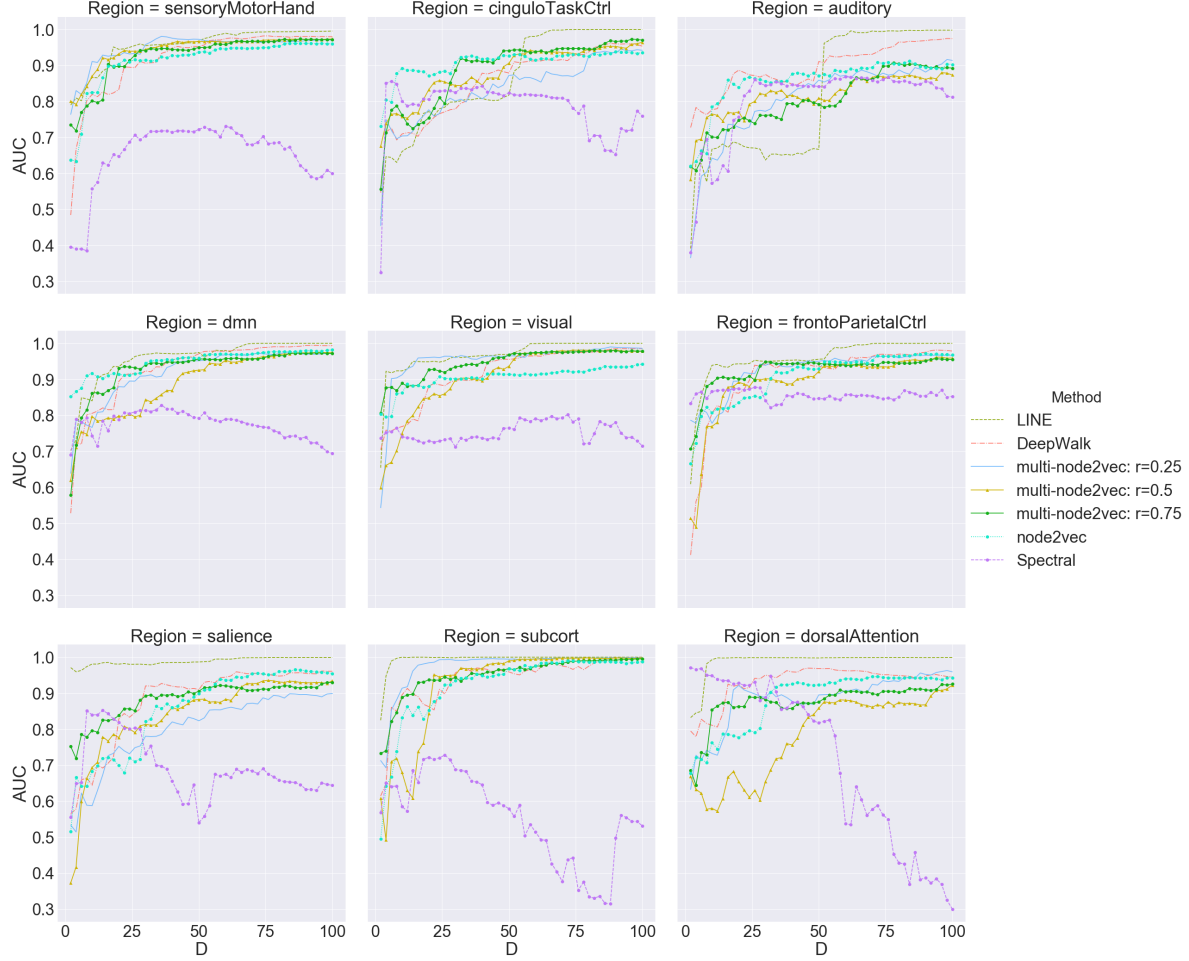 Region = sensoryMotorHand
Region = cinguloTaskCtrl
Region = auditory
1.0
0.9
0.8
0.7
0.6
0.5
0.4
0.3
AUC
Region = dmn
Region = visual
Region = frontoParietalCtrl
1.0
0.9
0.8
0.7
0.6
0.5
0.4
0.3
AUC
Method
LINE
DeepWalk
multi-node2vec: r=0.25
multi-node2vec: r=0.5
multi-node2vec: r=0.75
node2vec
Spectral
Region = salience
Region = subcort
Region = dorsalAttention
1.0
0.9
0.8
0.7
0.6
0.5
0.4
0.3
AUC
0 25 50 75 100
0 25 50 75 100
0 25 50 75 100
D
D
D